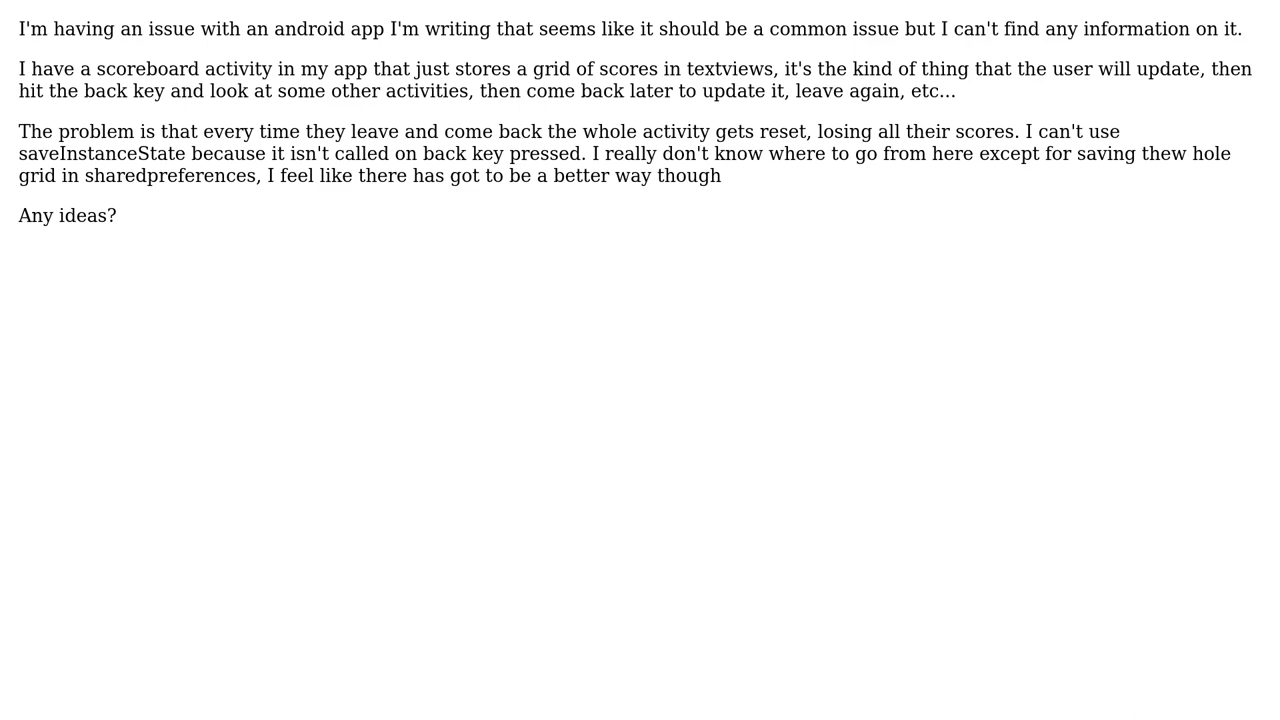 I'm having an issue with an android app I'm writing that seems like it should be a common issue but I can't find any information on it.
I have a scoreboard activity in my app that just stores a grid of scores in textviews, it's the kind of thing that the user will update, then
hit the back key and look at some other activities, then come back later to update it, leave again, etc...
The problem is that every time they leave and come back the whole activity gets reset, losing all their scores. I can't use
saveInstanceState because it isn't called on back key pressed. I really don't know where to go from here except for saving thew hole
grid in sharedpreferences, I feel like there has got to be a better way though
Any ideas?